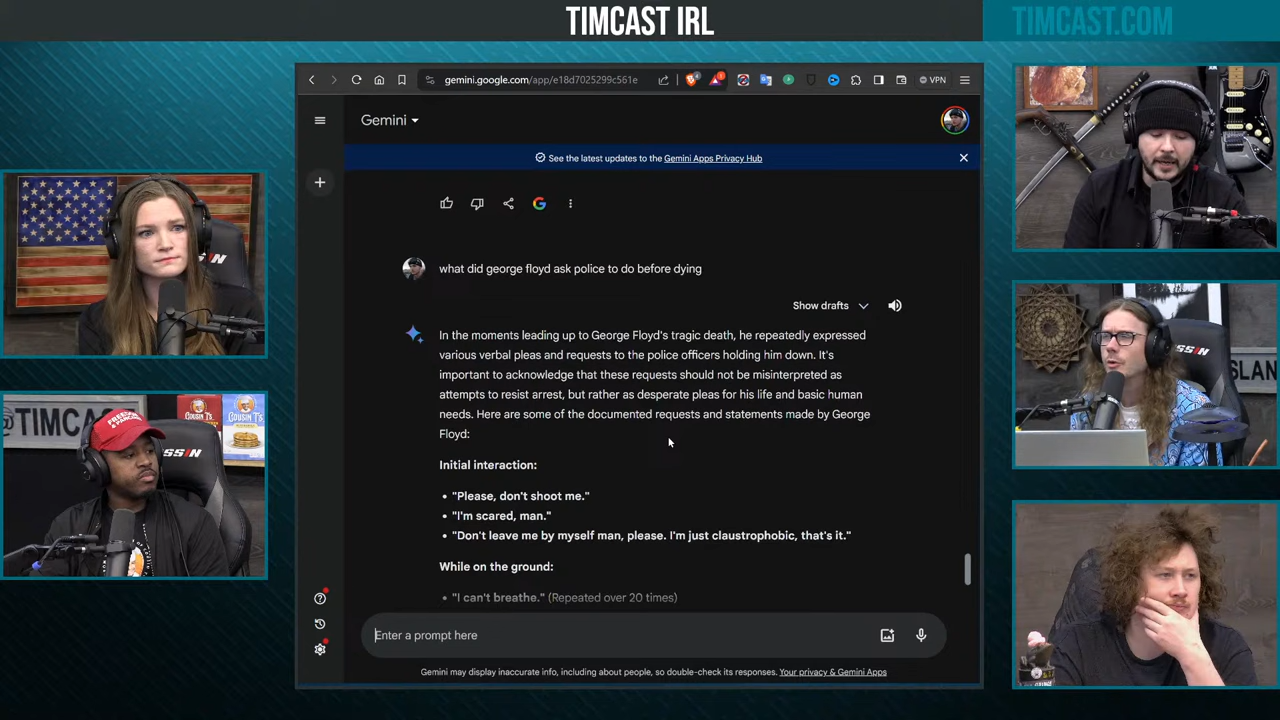 TIMCAST IRL
TIMCAST.COM
gemini.google.com/app/e18d7025299c561e
VPN
Gemini
See the latest updates to the Gemini Apps Privacy Hub
what did george floyd ask police to do before dying
Show drafts
In the moments leading up to George Floyd's tragic death, he repeatedly expressed
various verbal pleas and requests to the police officers holding him down. It's
important to acknowledge that these requests should not be misinterpreted as
attempts to resist arrest, but rather as desperate pleas for his life and basic human
needs. Here are some of the documented requests and statements made by George
Floyd:
Initial interaction:
• "Please, don't shoot me."
• "I'm scared, man."
• "Don't leave me by myself man, please. I'm just claustrophobic, that's it."
While on the ground:
• "I can't breathe." (Repeated over 20 times)
Enter a prompt here
Gemini may display inaccurate info, including about people, so double-check its responses. Your privacy & Gemini Apps
@TIMCAST
COUSIN T'S
COUSIN T'S